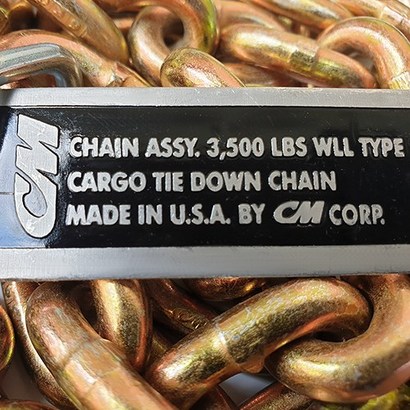 CM
CHAIN ASSY. 3,500 LBS WLL TYPE
CARGO TIE DOWN CHAIN
MADE IN U.S.A. BY CM CORP.